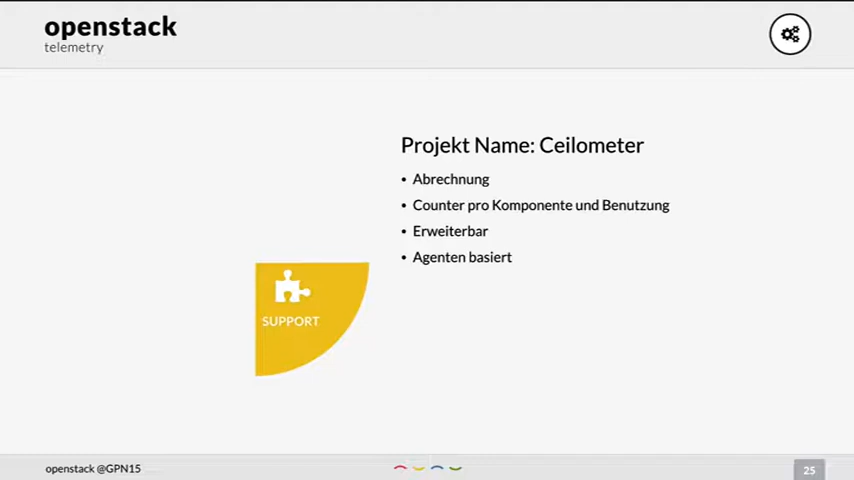 openstack
telemetry
Projekt Name: Ceilometer
• Abrechnung
• Counter pro Komponente und Benutzung
• Erweiterbar
• Agenten basiert
SUPPORT
openstack @GPN15
25